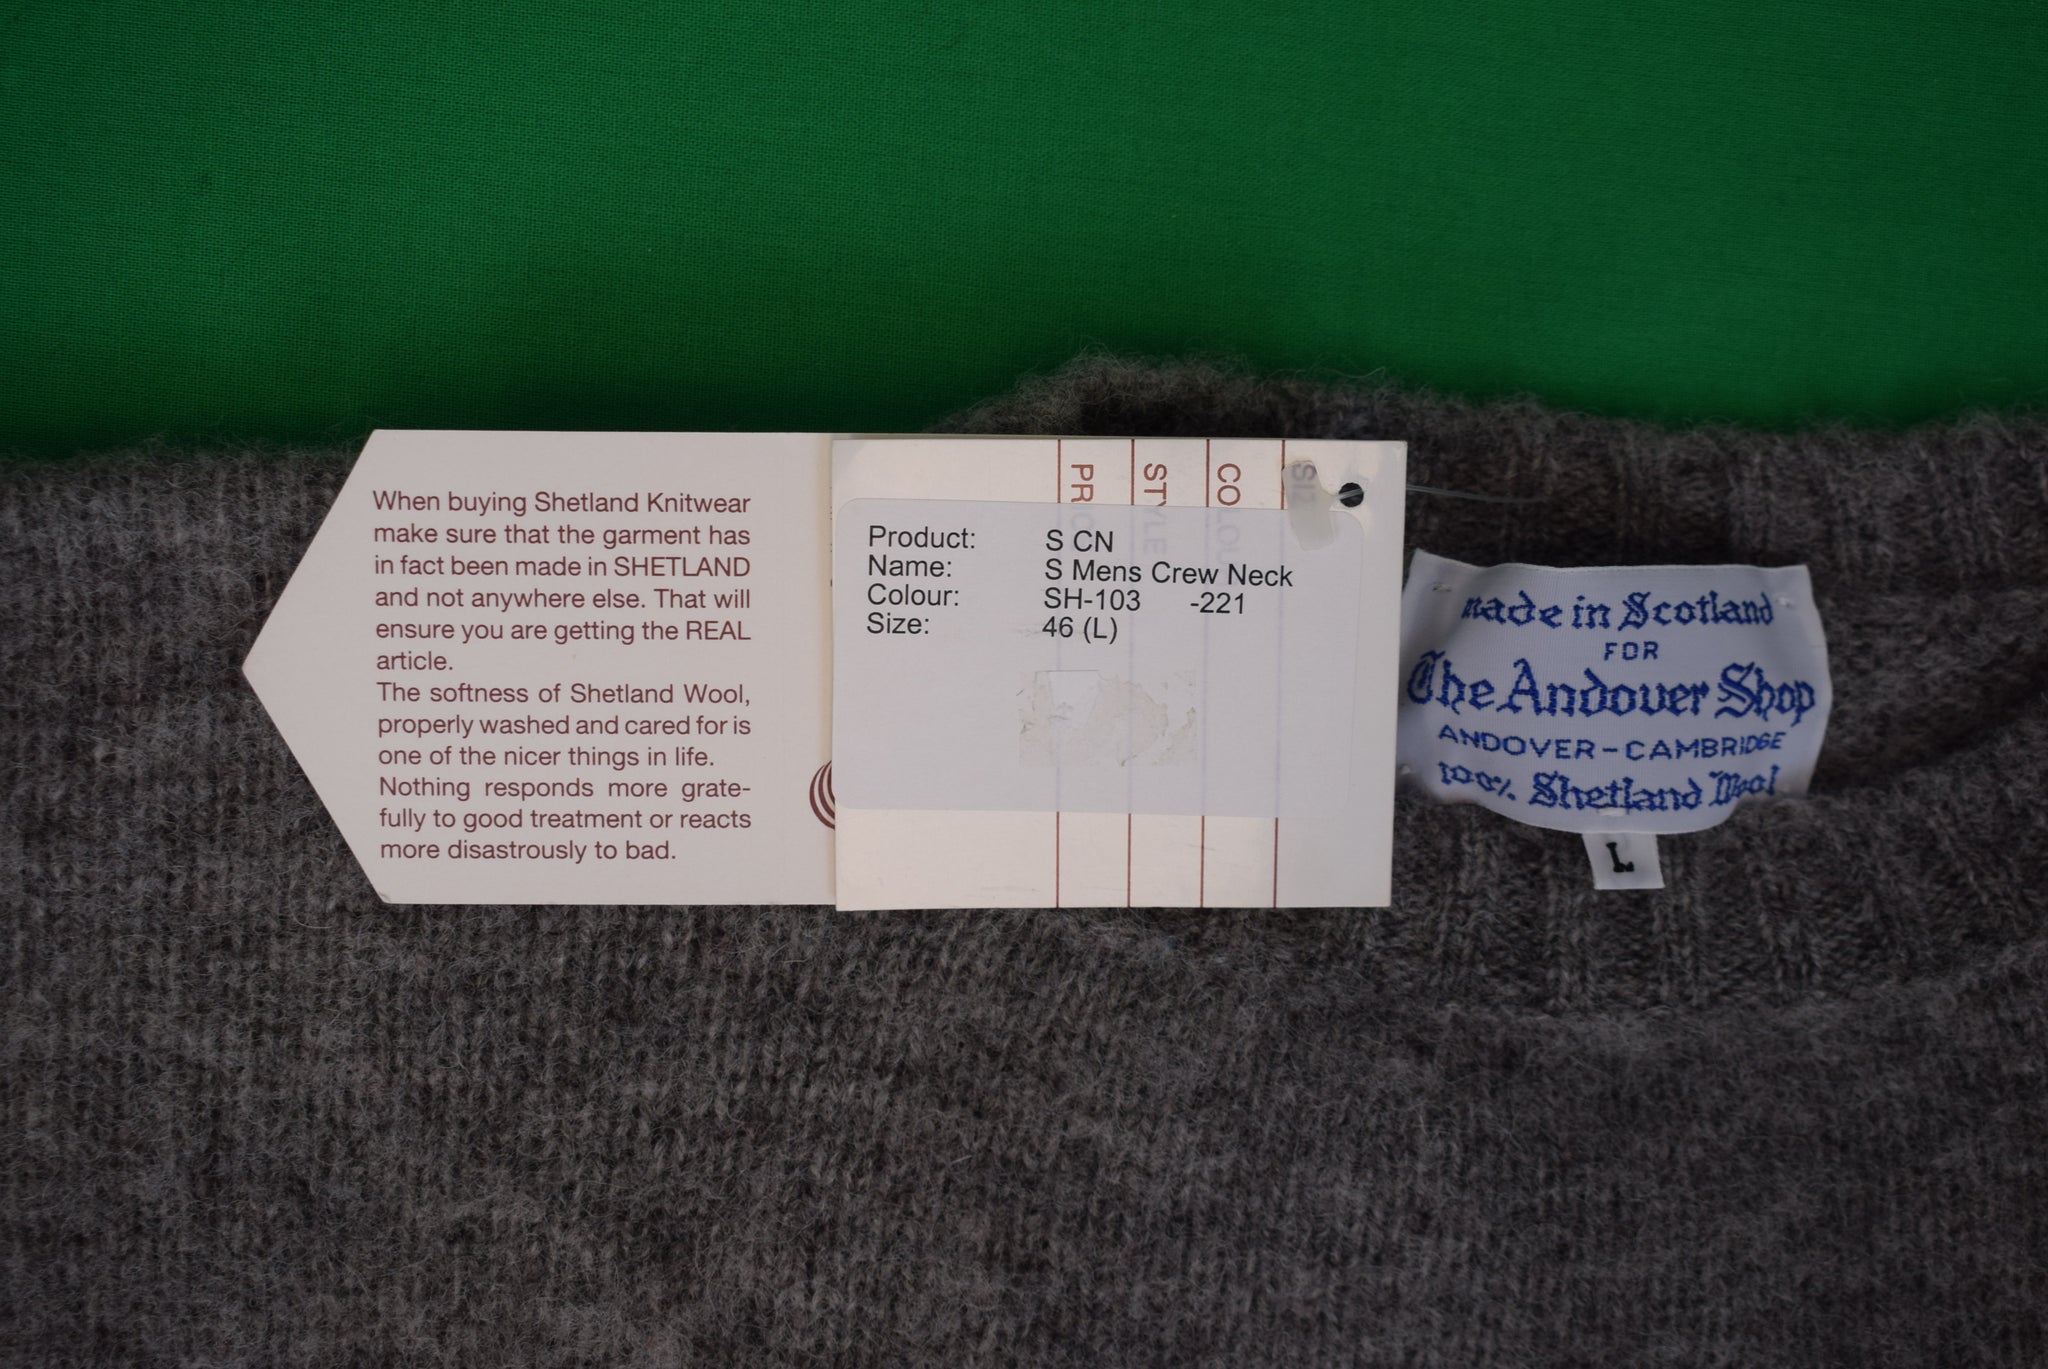 When buying Shetland Knitwear
make sure that the garment has
in fact been made in SHETLAND
and not anywhere else. That will
ensure you are getting the REAL
article.
The softness of Shetland Wool,
properly washed and cared for is
one of the nicer things in life.
Nothing responds more grate-
fully to good treatment or reacts
more disastrously to bad.
PR
STYLE
COLOU
SIZ
Product: S CN
Name: S Mens Crew Neck
Colour: SH-103 -221
Size: 46 (L)
made in Scotland
FOR
The Andover Shop
ANDOVER-CAMBRIDGE
100% Shetland Wool
L